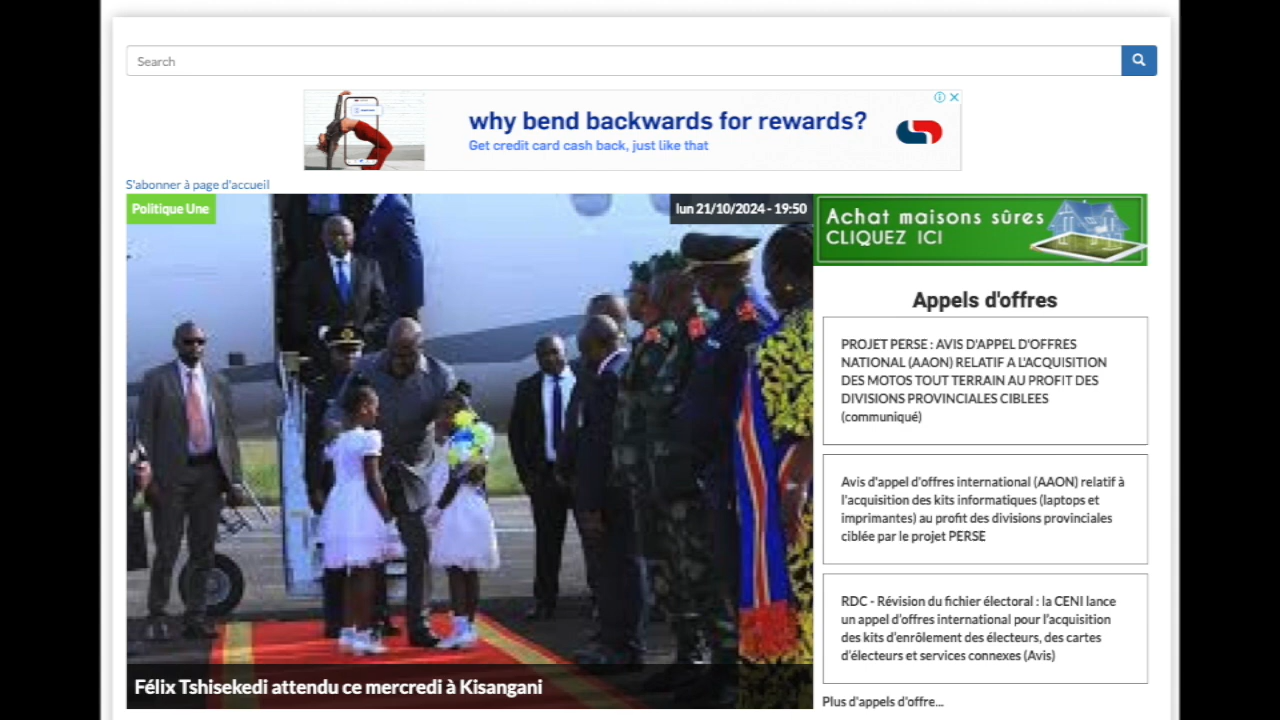 Search
why bend backwards for rewards?
Get credit card cash back, just like that
S'abonner à page d'accueil
Politique Une
lun 21/10/2024 - 19:50
Félix Tshisekedi attendu ce mercredi à Kisangani
Achat maisons sûres
CLIQUEZ ICI
Appels d'offres
PROJET PERSE : AVIS D'APPEL D'OFFRES
NATIONAL (AAON) RELATIF A L'ACQUISITION
DES MOTOS TOUT TERRAIN AU PROFIT DES
DIVISIONS PROVINCIALES CIBLEES
(communiqué)
Avis d'appel d'offres international (AAON) relatif à
l'acquisition des kits informatiques (laptops et
imprimantes) au profit des divisions provinciales
ciblée par le projet PERSE
RDC - Révision du fichier électoral : la CENI lance
un appel d'offres international pour l'acquisition
des kits d'enrôlement des électeurs, des cartes
d'électeurs et services connexes (Avis)
Plus d'appels d'offre...